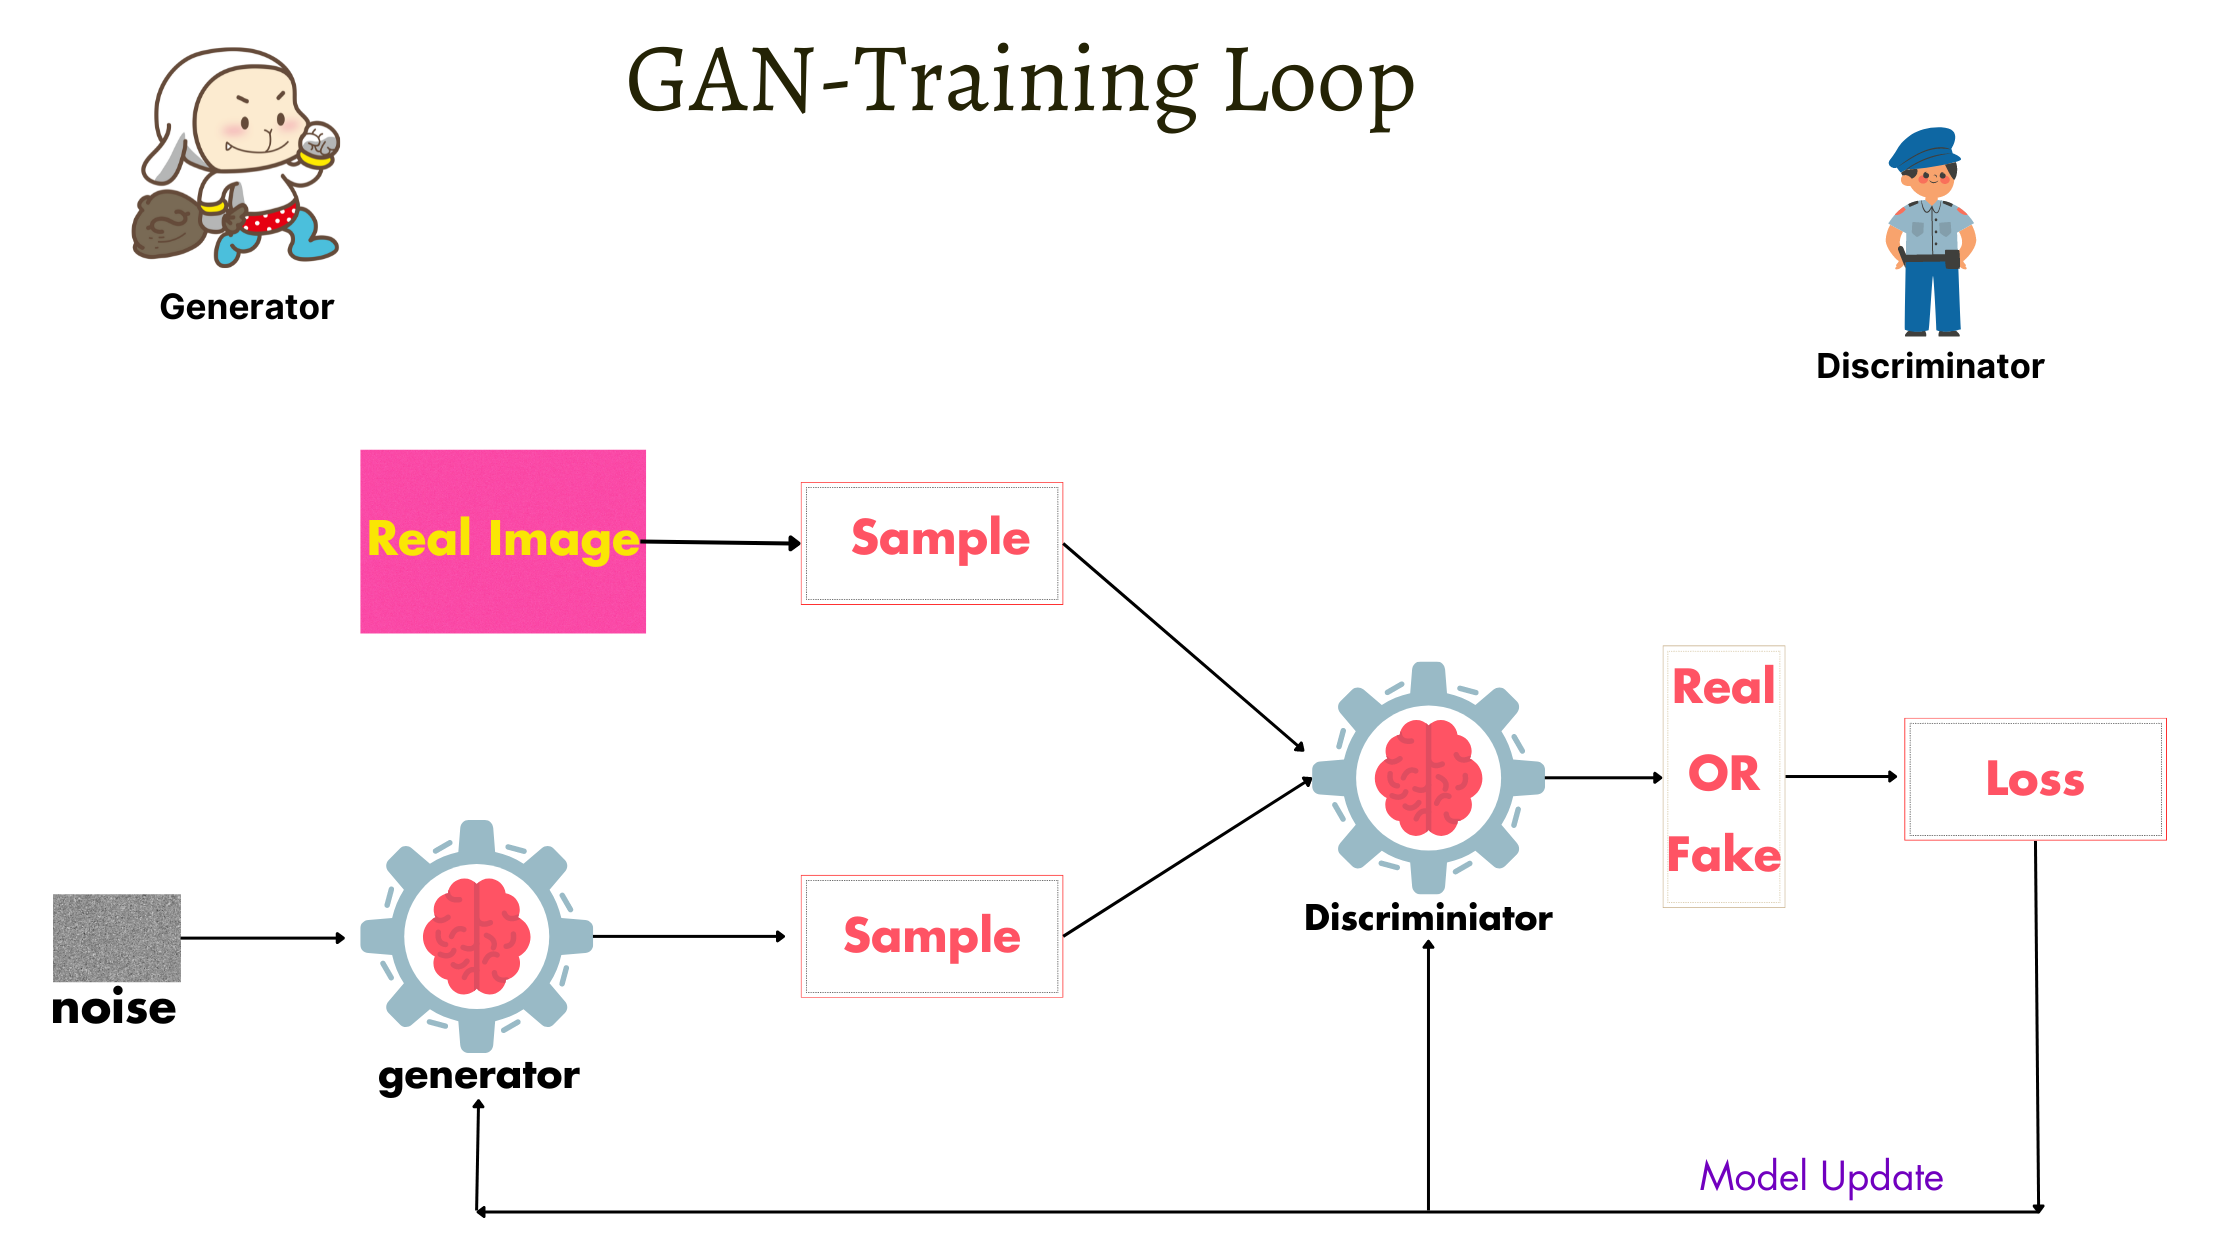 GAN-Training Loop
Generator
Discriminator
Real Image
Sample
Real
OR
Fake
Loss
Discriminiator
Sample
noise
generator
Model Update